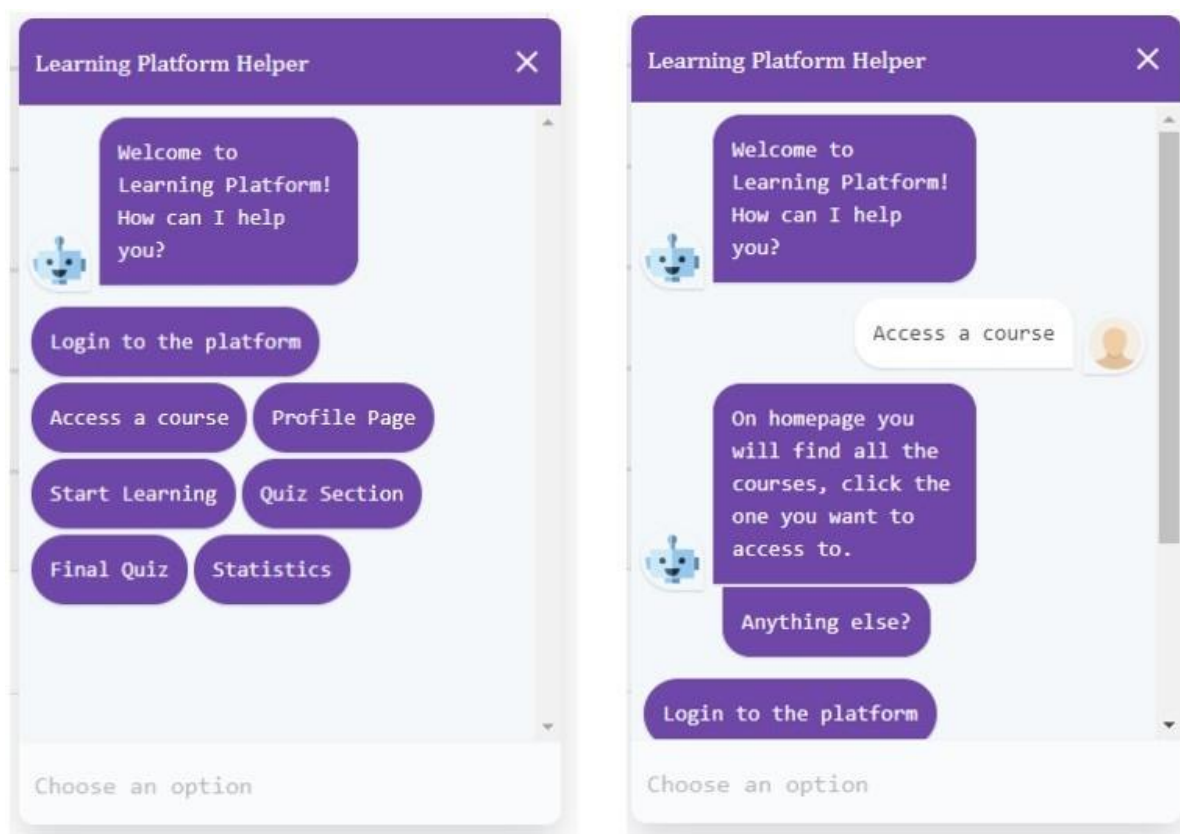 Learning Platform Helper
Welcome to
Learning Platform!
How can I help
you?
Login to the platform
Access a course
Profile Page
Start Learning
Quiz Section
Final Quiz
Statistics
Choose an option
Learning Platform Helper
Welcome to
Learning Platform!
How can I help
you?
Access a course
On homepage you
will find all the
courses, click the
one you want to
access to.
Anything else?
Login to the platform
Choose an option